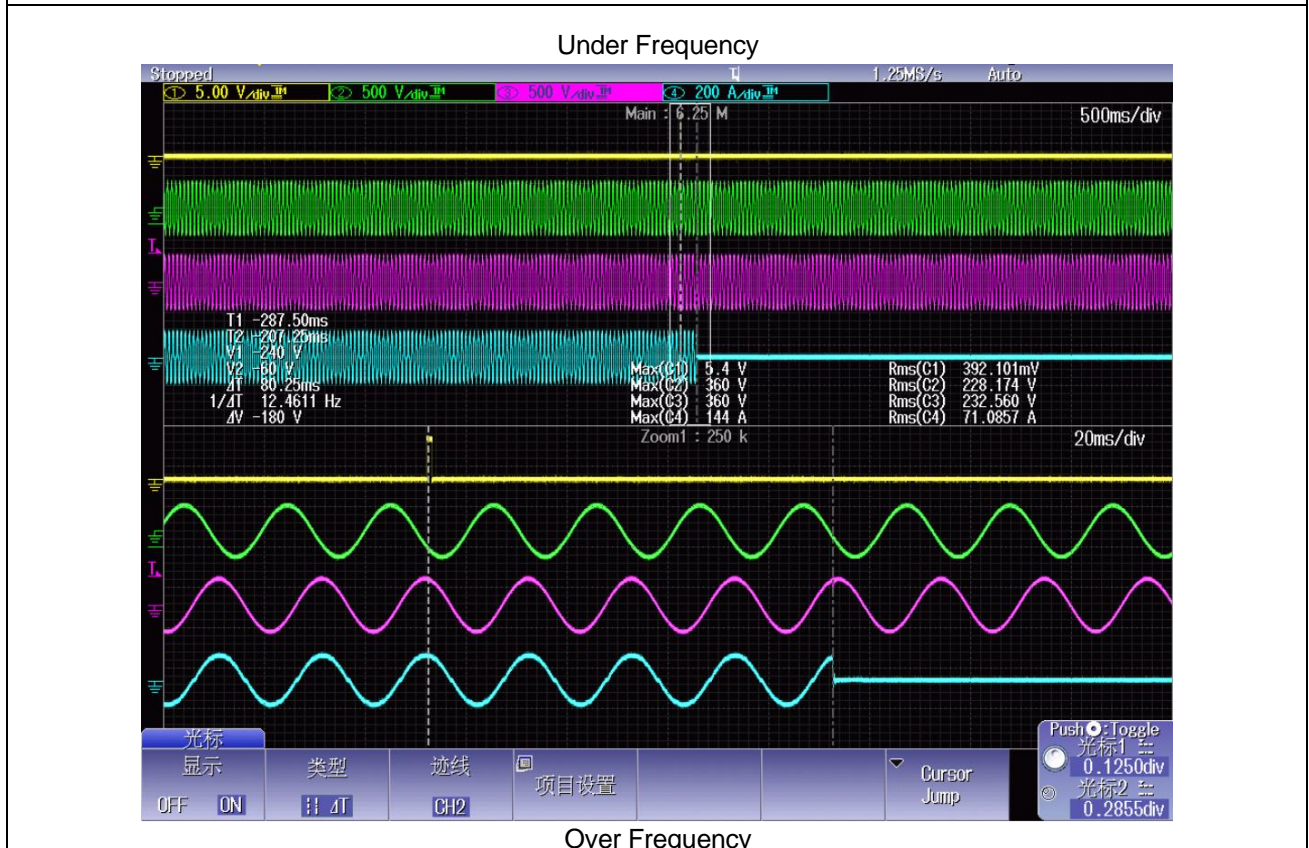 Under Frequency
Stopped 1.25MS/s Auto
① 5.00 V/div ② 500 V/div ③ 500 V/div ④ 200 A/div
Main : 6.25 M 500ms/div
T1 -287.50ms
T2 -207.25ms
V1 -240 V
V2 -60 V
ΔT 80.25ms
1/ΔT 12.4611 Hz
ΔV -180 V
Max(C1) 5.4 V Rms(C1) 392.101mV
Max(C2) 360 V Rms(C2) 228.174 V
Max(C3) 360 V Rms(C3) 232.560 V
Max(C4) 144 A Rms(C4) 71.0857 A
Zoom1 : 250 k 20ms/div
光标
显示 类型 迹线 项目设置 Cursor Jump
OFF ON ΔT CH2
Push :Toggle
光标1
0.1250div
光标2
0.2855div
Over Frequency